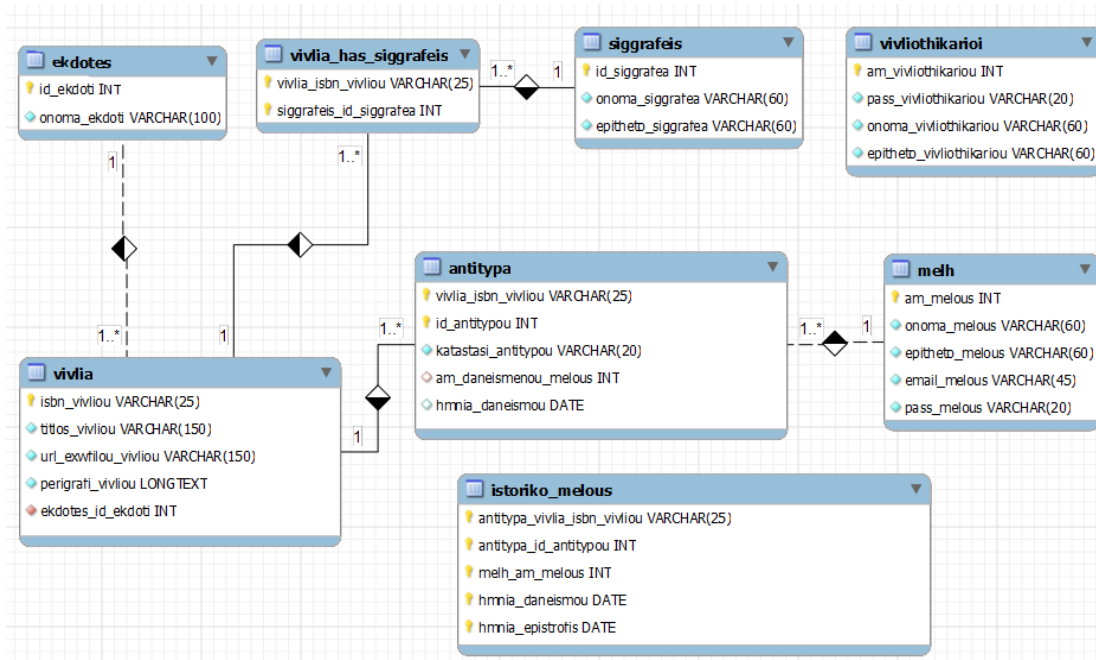 ekdotes
id_ekdoti INT
onoma_ekdoti VARCHAR(100)
vivlia_has_siggrafeis
vivlia_isbn_vivliou VARCHAR(25)
siggrafeis_id_siggrafea INT
1..*
1
siggrafeis
id_siggrafea INT
onoma_siggrafea VARCHAR(60)
epitheto_siggrafea VARCHAR(60)
vivliothikarioi
am_vivliothikariou INT
pass_vivliothikariou VARCHAR(20)
onoma_vivliothikariou VARCHAR(60)
epitheto_vivliothikariou VARCHAR(60)
1
1..*
1..*
1
antitypa
vivlia_isbn_vivliou VARCHAR(25)
id_antitypou INT
katastasi_antitypou VARCHAR(20)
am_daneismenou_melous INT
hmnia_daneismou DATE
1..*
1
melh
am_melous INT
onoma_melous VARCHAR(60)
epitheto_melous VARCHAR(60)
email_melous VARCHAR(45)
pass_melous VARCHAR(20)
vivlia
isbn_vivliou VARCHAR(25)
titlos_vivliou VARCHAR(150)
url_exwfilou_vivliou VARCHAR(150)
perigrafi_vivliou LONGTEXT
ekdotes_id_ekdoti INT
1..*
1
istoriko_melous
antitypa_vivlia_isbn_vivliou VARCHAR(25)
antitypa_id_antitypou INT
melh_am_melous INT
hmnia_daneismou DATE
hmnia_epistrofis DATE